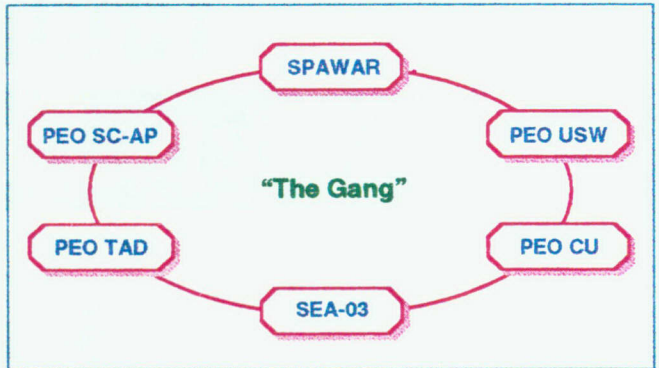 SPAWAR
PEO SC-AP
PEO USW
“The Gang”
PEO TAD
PEO CU
SEA-03